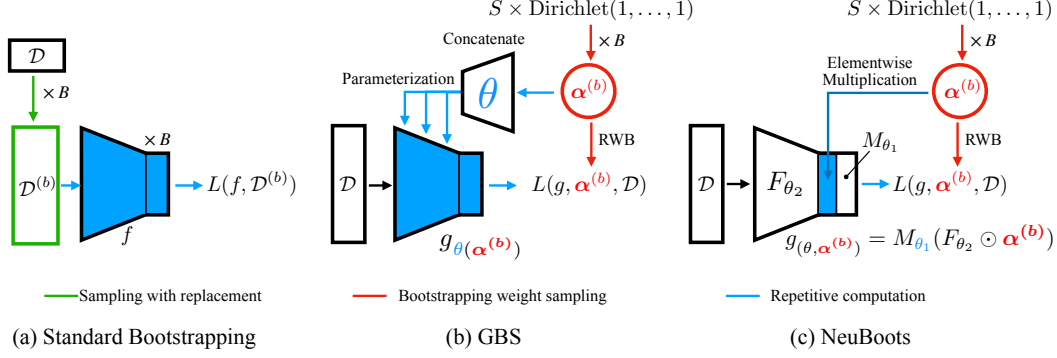 𝒟
× B
𝒟^(b)
× B
L(f, 𝒟^(b))
f
S × Dirichlet(1, . . . , 1)
× B
Concatenate
Parameterization
θ
α^(b)
RWB
𝒟
L(g, α^(b), 𝒟)
g_θ(α^(b))
S × Dirichlet(1, . . . , 1)
× B
Elementwise
Multiplication
α^(b)
RWB
M_θ₁
𝒟
F_θ₂
L(g, α^(b), 𝒟)
g_(θ,α^(b)) = M_θ₁(F_θ₂ ⊙ α^(b))
Sampling with replacement
Bootstrapping weight sampling
Repetitive computation
(a) Standard Bootstrapping
(b) GBS
(c) NeuBoots